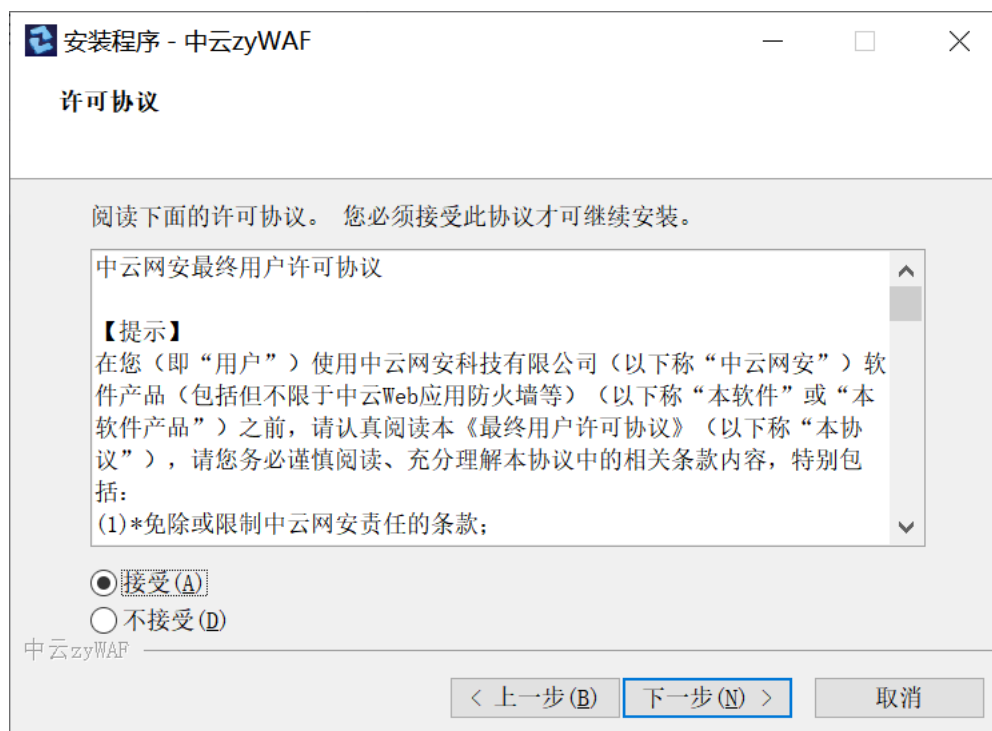 安装程序 - 中云zyWAF
许可协议
阅读下面的许可协议。 您必须接受此协议才可继续安装。
中云网安最终用户许可协议
【提示】
在您（即“用户”）使用中云网安科技有限公司（以下称“中云网安”）软
件产品（包括但不限于中云Web应用防火墙等）（以下称“本软件”或“本
软件产品”）之前，请认真阅读本《最终用户许可协议》（以下称“本协
议”），请您务必谨慎阅读、充分理解本协议中的相关条款内容，特别包
括：
(1)*免除或限制中云网安责任的条款；
接受(A)
不接受(D)
中云zyWAF
< 上一步(B)
下一步(N) >
取消